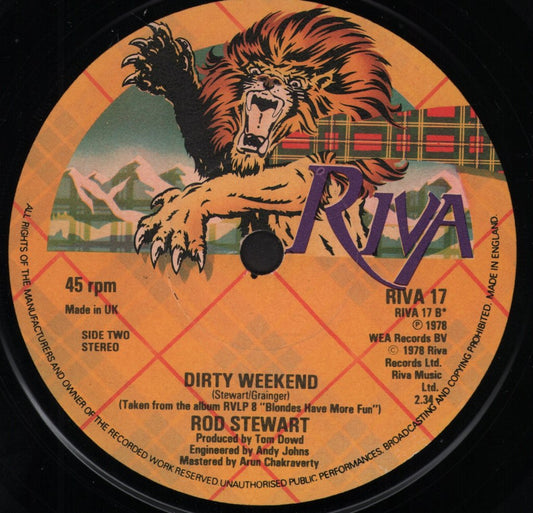 RIVA
45 rpm
Made in UK
SIDE TWO
STEREO
RIVA 17
RIVA 17 B*
℗ 1978
WEA Records BV
© 1978 Riva
Records Ltd.
Riva Music
Ltd.
2.34
DIRTY WEEKEND
(Stewart/Grainger)
(Taken from the album RVLP 8 "Blondes Have More Fun")
ROD STEWART
Produced by Tom Dowd
Engineered by Andy Johns
Mastered by Arun Chakraverty
ALL RIGHTS OF THE MANUFACTURERS AND OWNER OF THE RECORDED WORK RESERVED. UNAUTHORISED PUBLIC PERFORMANCES, BROADCASTING AND COPYING PROHIBITED. MADE IN ENGLAND.